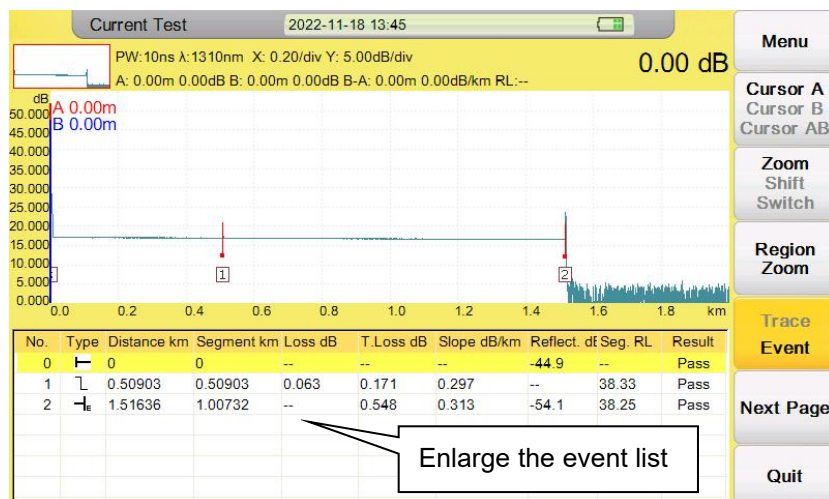 Current Test 2022-11-18 13:45
PW:10ns λ:1310nm X: 0.20/div Y: 5.00dB/div
0.00 dB
A: 0.00m 0.00dB B: 0.00m 0.00dB B-A: 0.00m 0.00dB/km RL:--
dB
A 0.00m
B 0.00m
50.000
45.000
40.000
35.000
30.000
25.000
20.000
15.000
10.000
5.000
0.000
1
2
0.0 0.2 0.4 0.6 0.8 1.0 1.2 1.4 1.6 1.8 km
No. Type Distance km Segment km Loss dB T.Loss dB Slope dB/km Reflect. dB Seg. RL Result
0 0 0 -- -- -- -44.9 -- Pass
1 0.50903 0.50903 0.063 0.171 0.297 -- 38.33 Pass
2 E 1.51636 1.00732 -- 0.548 0.313 -54.1 38.25 Pass
Enlarge the event list
Menu
Cursor A
Cursor B
Cursor AB
Zoom
Shift
Switch
Region
Zoom
Trace
Event
Next Page
Quit